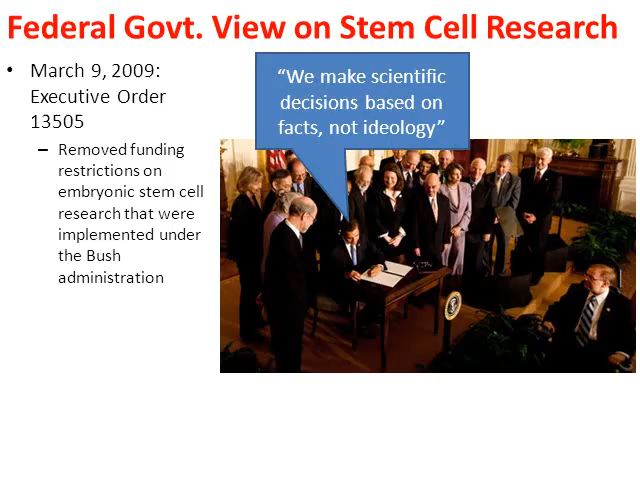 Federal Govt. View on Stem Cell Research
• March 9, 2009:
Executive Order
13505
– Removed funding
restrictions on
embryonic stem cell
research that were
implemented under
the Bush
administration
“We make scientific
decisions based on
facts, not ideology”